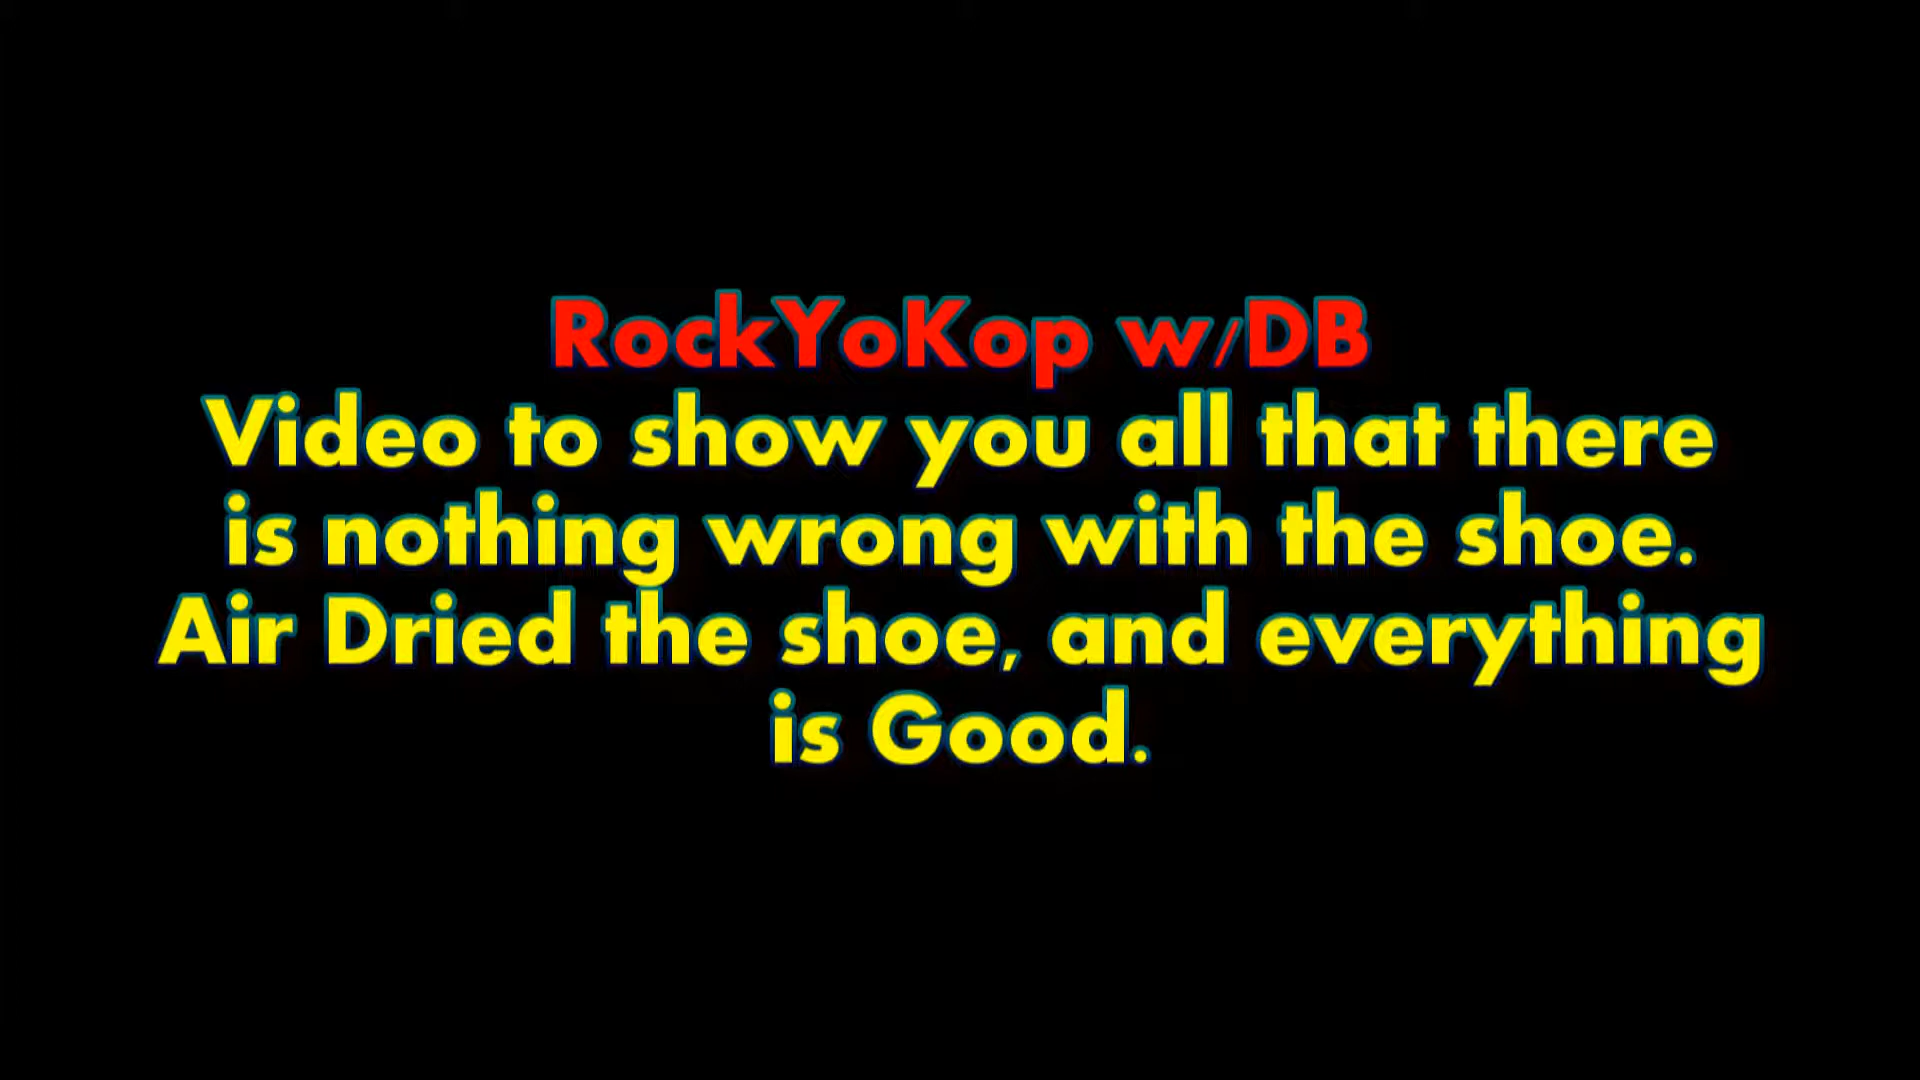 RockYoKop w/DB
Video to show you all that there
is nothing wrong with the shoe.
Air Dried the shoe, and everything
is Good.